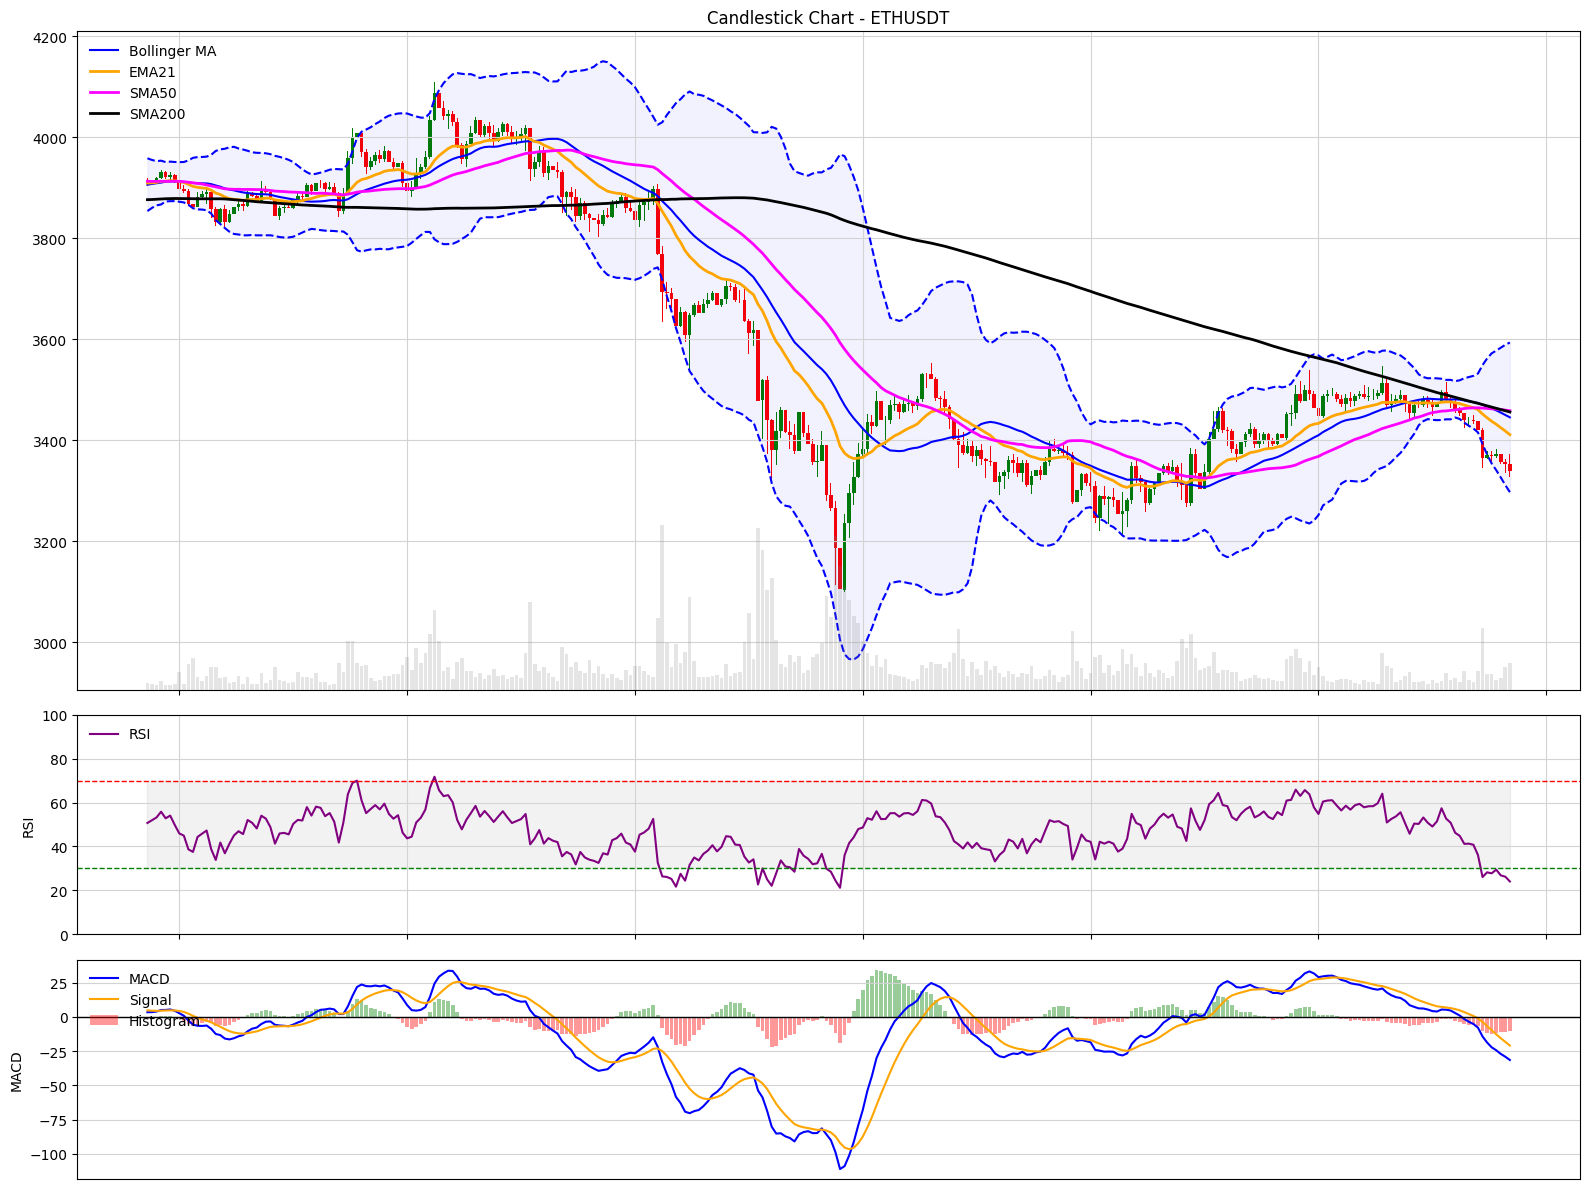 Candlestick Chart - ETHUSDT
4200
4000
3800
3600
3400
3200
3000
Bollinger MA
EMA21
SMA50
SMA200
100
80
60
40
20
0
RSI
RSI
25
0
−25
−50
−75
−100
MACD
MACD
Signal
Histogram